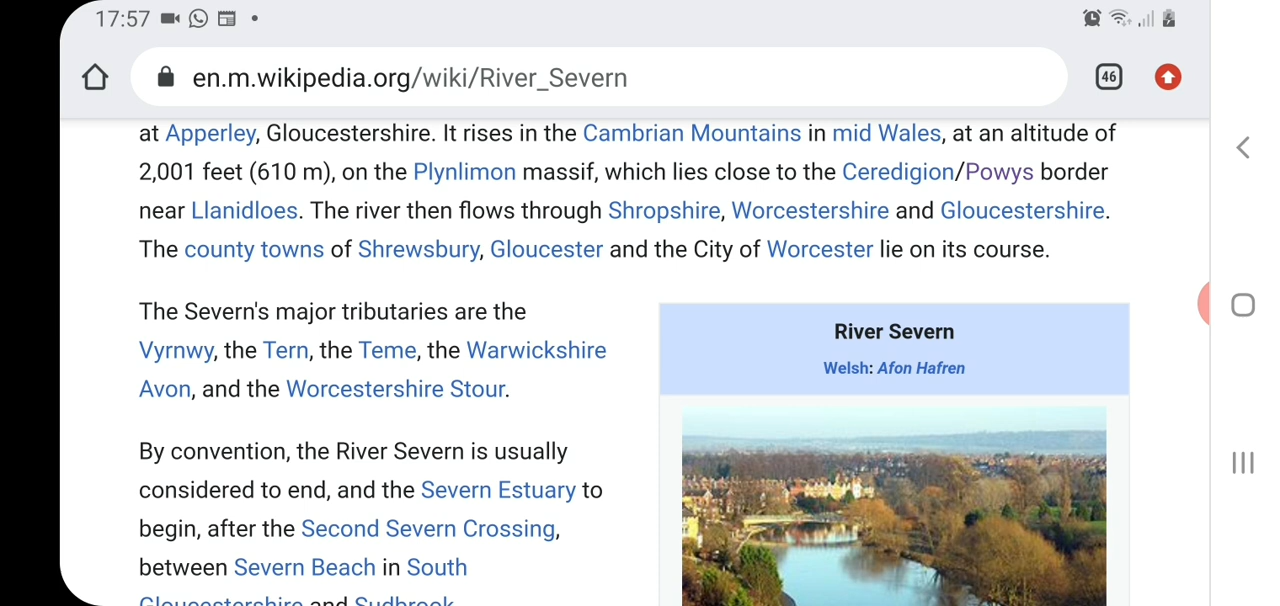 17:57
en.m.wikipedia.org/wiki/River_Severn
46
at Apperley, Gloucestershire. It rises in the Cambrian Mountains in mid Wales, at an altitude of
2,001 feet (610 m), on the Plynlimon massif, which lies close to the Ceredigion/Powys border
near Llanidloes. The river then flows through Shropshire, Worcestershire and Gloucestershire.
The county towns of Shrewsbury, Gloucester and the City of Worcester lie on its course.
The Severn's major tributaries are the
Vyrnwy, the Tern, the Teme, the Warwickshire
Avon, and the Worcestershire Stour.
By convention, the River Severn is usually
considered to end, and the Severn Estuary to
begin, after the Second Severn Crossing,
between Severn Beach in South
Gloucestershire and Sudbrook,
River Severn
Welsh: Afon Hafren